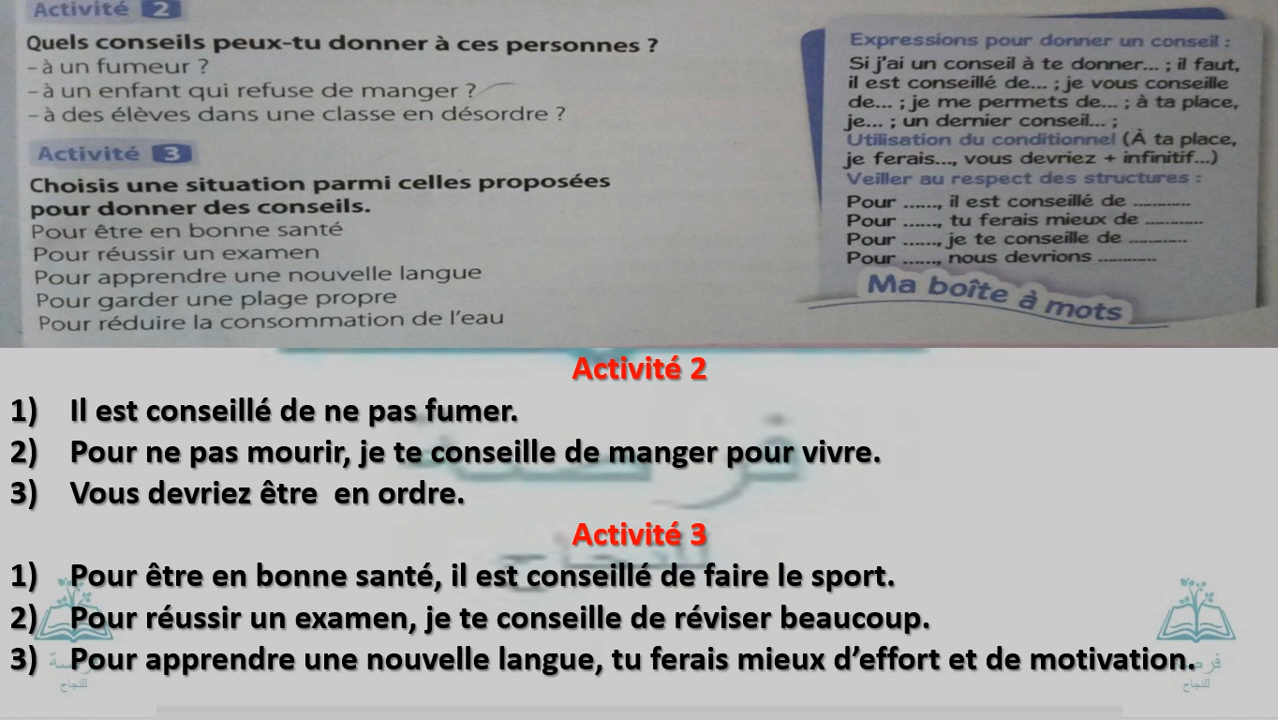 Activité 2
Quels conseils peux-tu donner à ces personnes ?
- à un fumeur ?
- à un enfant qui refuse de manger ?
- à des élèves dans une classe en désordre ?
Activité 3
Choisis une situation parmi celles proposées
pour donner des conseils.
Pour être en bonne santé
Pour réussir un examen
Pour apprendre une nouvelle langue
Pour garder une plage propre
Pour réduire la consommation de l'eau
Expressions pour donner un conseil :
Si j'ai un conseil à te donner... ; il faut,
il est conseillé de... ; je vous conseille
de... ; je me permets de... ; à ta place,
je... ; un dernier conseil... ;
Utilisation du conditionnel (À ta place,
je ferais..., vous devriez + infinitif...)
Veiller au respect des structures :
Pour ......, il est conseillé de ............
Pour ......, tu ferais mieux de ............
Pour ......, je te conseille de ............
Pour ......, nous devrions ............
Ma boîte à mots
Activité 2
1) Il est conseillé de ne pas fumer.
2) Pour ne pas mourir, je te conseille de manger pour vivre.
3) Vous devriez être en ordre.
فرصة
للنجاح
Activité 3
1) Pour être en bonne santé, il est conseillé de faire le sport.
2) Pour réussir un examen, je te conseille de réviser beaucoup.
3) Pour apprendre une nouvelle langue, tu ferais mieux d'effort et de motivation.
فرصة
للنجاح
فرصة
للنجاح